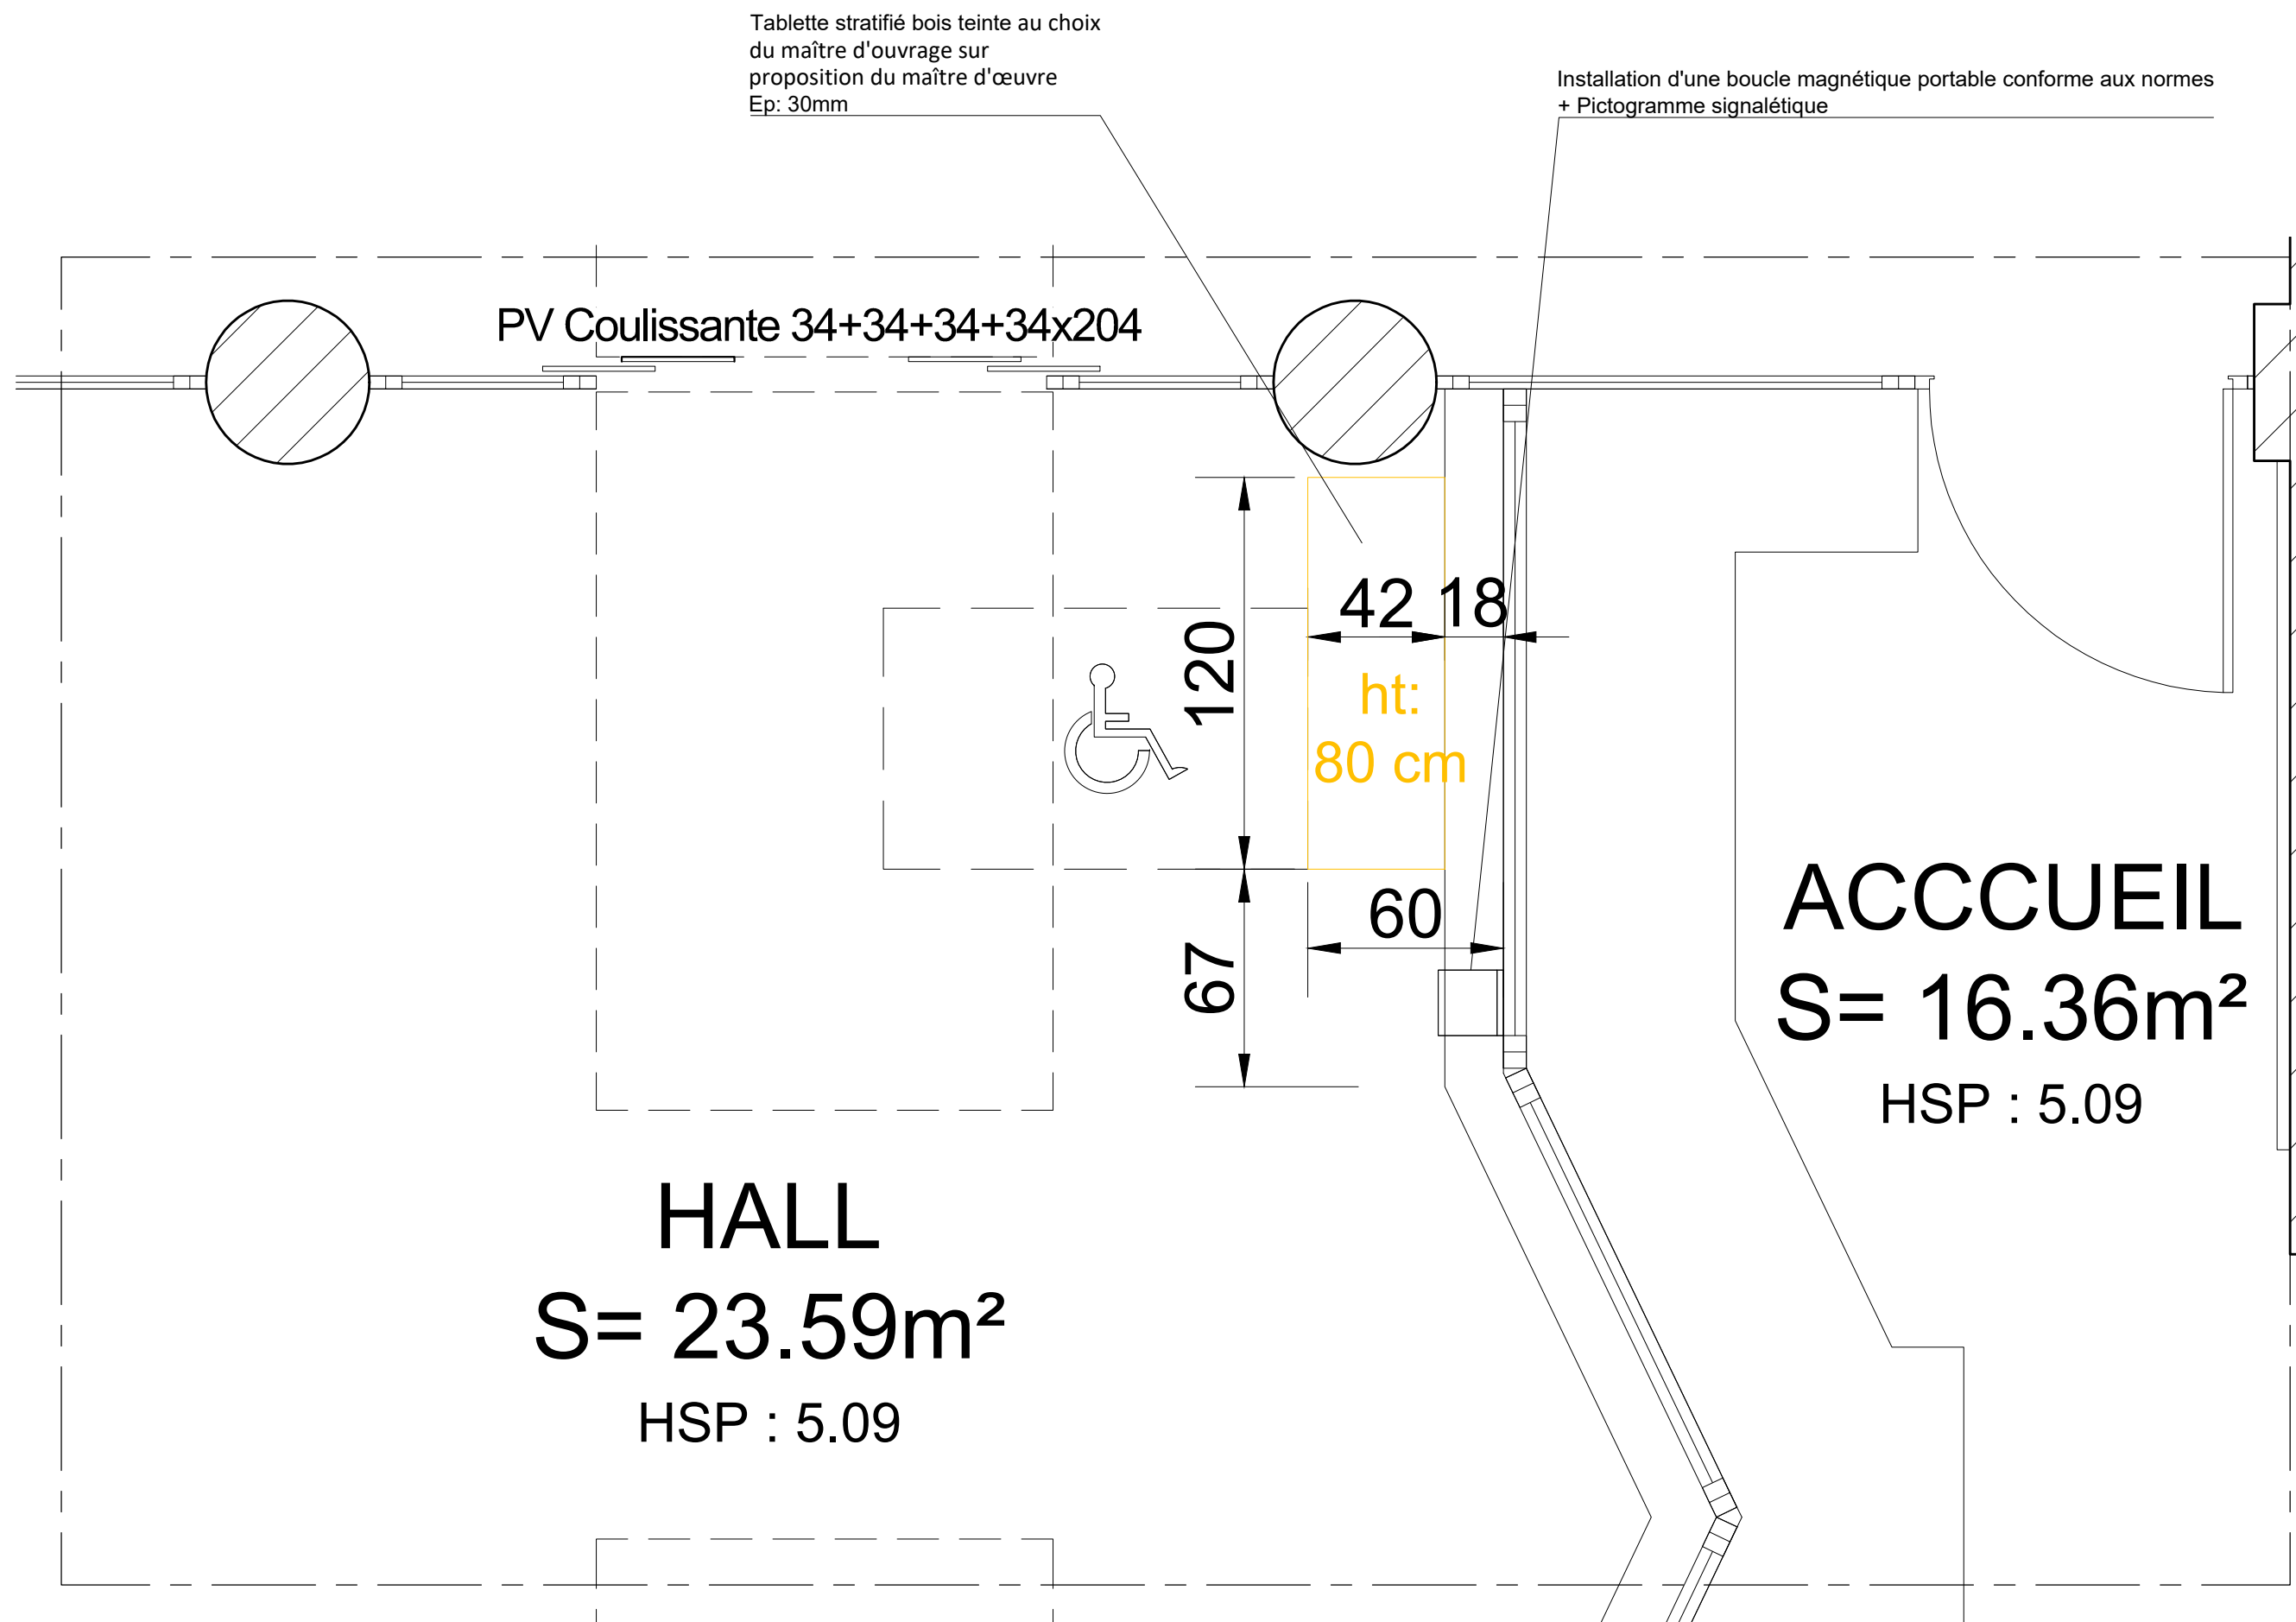 Tablette stratifié bois teinte au choix
du maître d'ouvrage sur
proposition du maître d'œuvre
Ep: 30mm
Installation d'une boucle magnétique portable conforme aux normes
+ Pictogramme signalétique
PV Coulissante 34+34+34+34x204
42 18
120
ht:
80 cm
60
67
ACCCUEIL
S= 16.36m²
HSP : 5.09
HALL
S= 23.59m²
HSP : 5.09